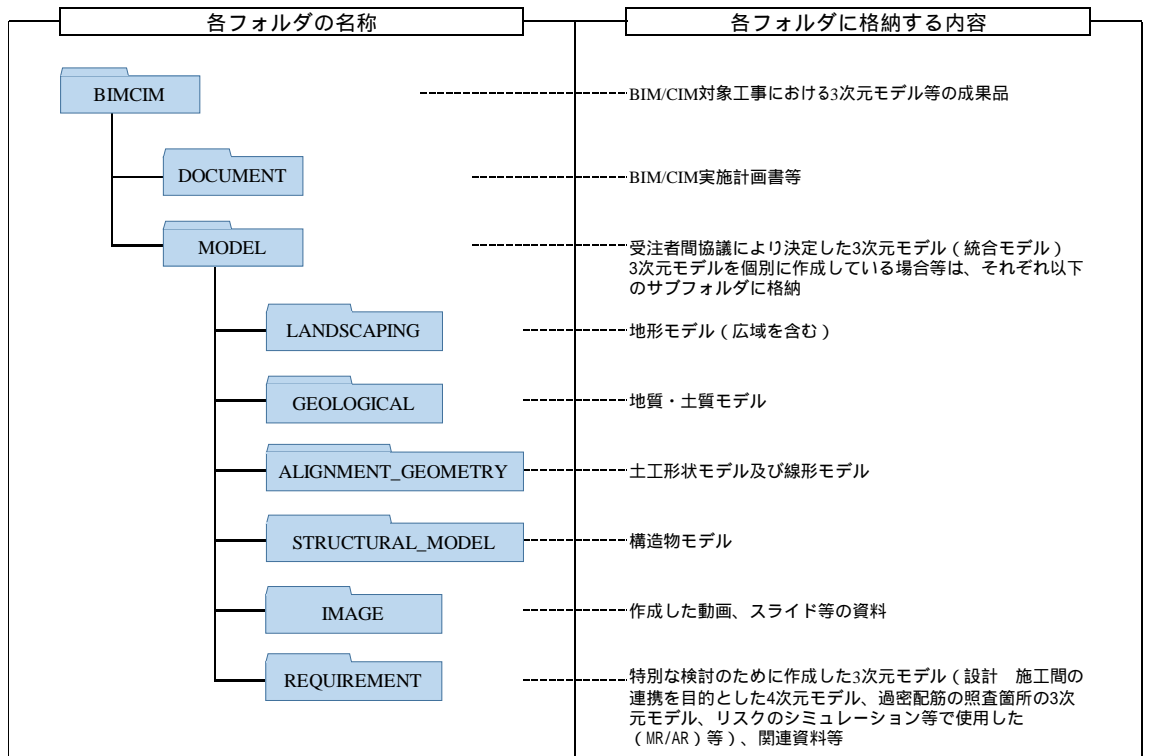 各フォルダの名称
各フォルダに格納する内容
BIMCIM
BIM/CIM対象工事における3次元モデル等の成果品
DOCUMENT
BIM/CIM実施計画書等
MODEL
受注者間協議により決定した3次元モデル(統合モデル)
3次元モデルを個別に作成している場合等は、それぞれ以下
のサブフォルダに格納
LANDSCAPING
地形モデル(広域を含む)
GEOLOGICAL
地質・土質モデル
ALIGNMENT_GEOMETRY
土工形状モデル及び線形モデル
STRUCTURAL_MODEL
構造物モデル
IMAGE
作成した動画、スライド等の資料
REQUIREMENT
特別な検討のために作成した3次元モデル(設計 施工間の
連携を目的とした4次元モデル、過密配筋の照査箇所の3次
元モデル、リスクのシミュレーション等で使用した
(MR/AR)等)、関連資料等